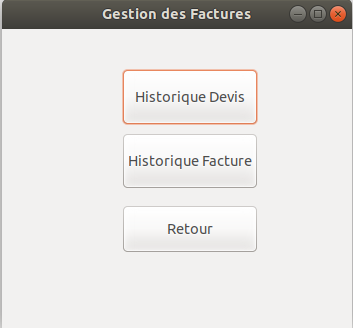 Gestion des Factures
Historique Devis
Historique Facture
Retour